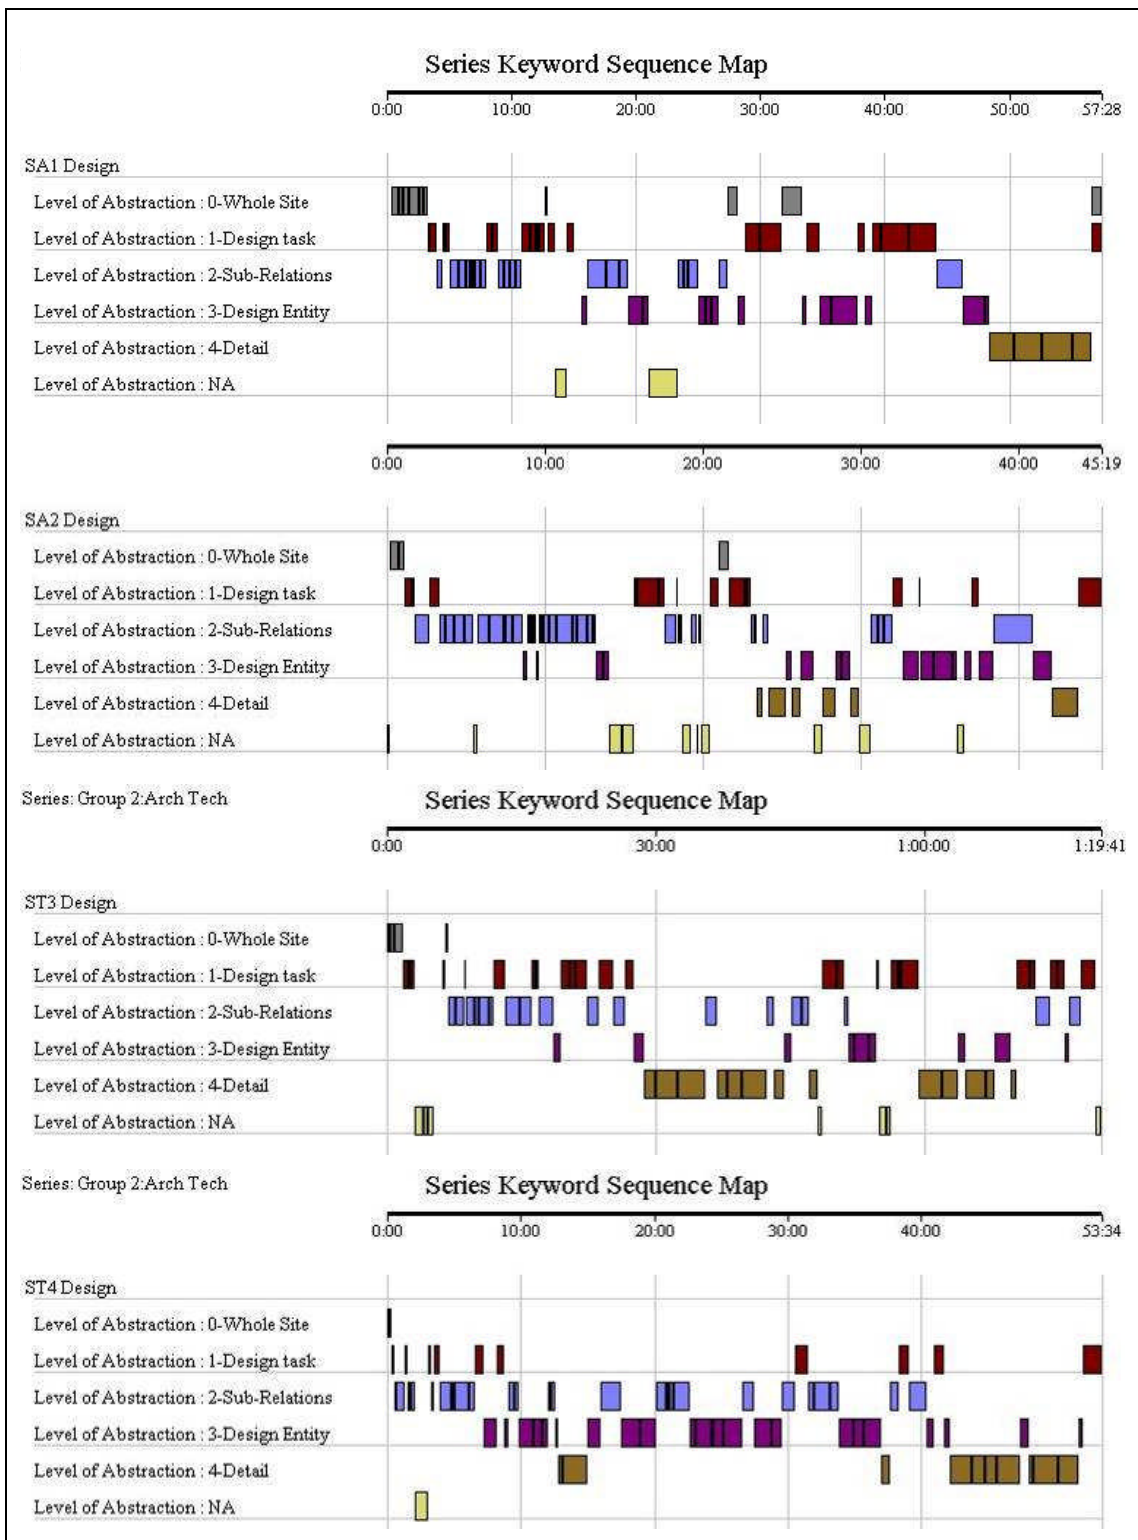 Series Keyword Sequence Map
0:00 10:00 20:00 30:00 40:00 50:00 57:28
SA1 Design
Level of Abstraction : 0-Whole Site
Level of Abstraction : 1-Design task
Level of Abstraction : 2-Sub-Relations
Level of Abstraction : 3-Design Entity
Level of Abstraction : 4-Detail
Level of Abstraction : NA
0:00 10:00 20:00 30:00 40:00 45:19
SA2 Design
Level of Abstraction : 0-Whole Site
Level of Abstraction : 1-Design task
Level of Abstraction : 2-Sub-Relations
Level of Abstraction : 3-Design Entity
Level of Abstraction : 4-Detail
Level of Abstraction : NA
Series: Group 2:Arch Tech Series Keyword Sequence Map
0:00 30:00 1:00:00 1:19:41
ST3 Design
Level of Abstraction : 0-Whole Site
Level of Abstraction : 1-Design task
Level of Abstraction : 2-Sub-Relations
Level of Abstraction : 3-Design Entity
Level of Abstraction : 4-Detail
Level of Abstraction : NA
Series: Group 2:Arch Tech Series Keyword Sequence Map
0:00 10:00 20:00 30:00 40:00 53:34
ST4 Design
Level of Abstraction : 0-Whole Site
Level of Abstraction : 1-Design task
Level of Abstraction : 2-Sub-Relations
Level of Abstraction : 3-Design Entity
Level of Abstraction : 4-Detail
Level of Abstraction : NA